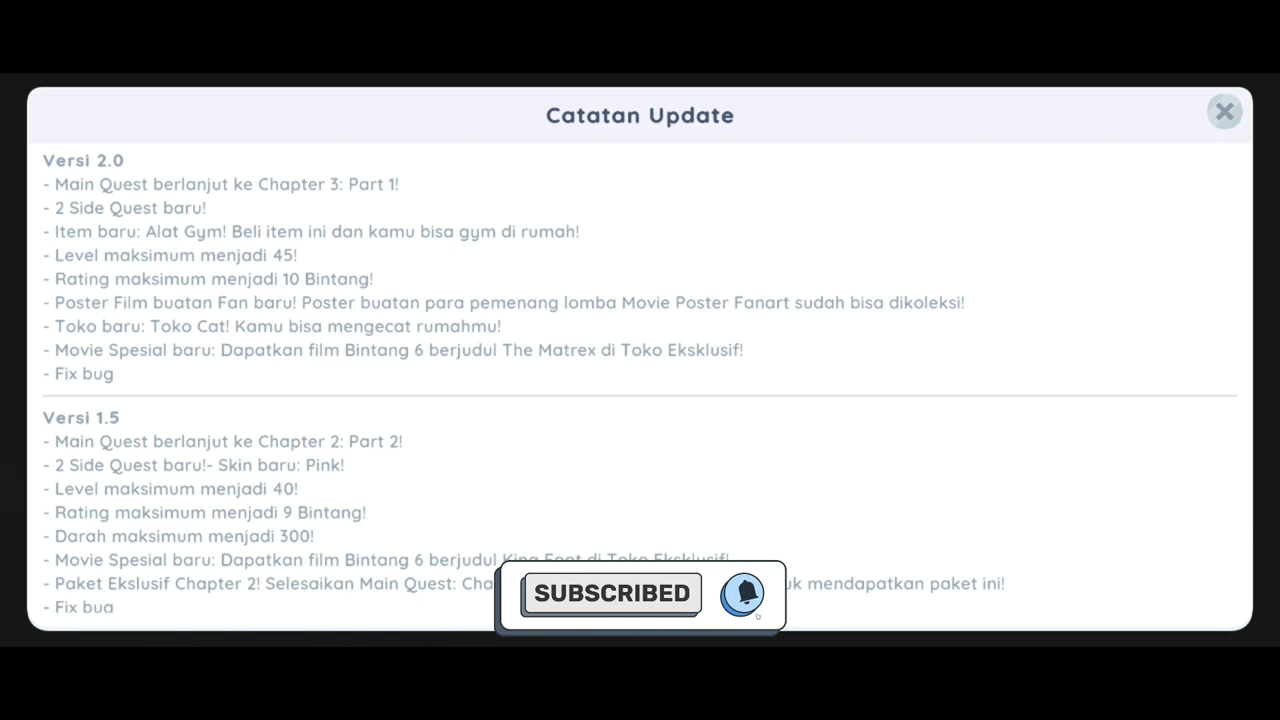 Catatan Update
Versi 2.0
- Main Quest berlanjut ke Chapter 3: Part 1!
- 2 Side Quest baru!
- Item baru: Alat Gym! Beli item ini dan kamu bisa gym di rumah!
- Level maksimum menjadi 45!
- Rating maksimum menjadi 10 Bintang!
- Poster Film buatan Fan baru! Poster buatan para pemenang lomba Movie Poster Fanart sudah bisa dikoleksi!
- Toko baru: Toko Cat! Kamu bisa mengecat rumahmu!
- Movie Spesial baru: Dapatkan film Bintang 6 berjudul The Matrex di Toko Eksklusif!
- Fix bug
Versi 1.5
- Main Quest berlanjut ke Chapter 2: Part 2!
- 2 Side Quest baru!- Skin baru: Pink!
- Level maksimum menjadi 40!
- Rating maksimum menjadi 9 Bintang!
- Darah maksimum menjadi 300!
- Movie Spesial baru: Dapatkan film Bintang 6 berjudul King Foot di Toko Eksklusif!
- Paket Ekslusif Chapter 2! Selesaikan Main Quest: mendapatkan paket ini!
- Fix bug
SUBSCRIBED